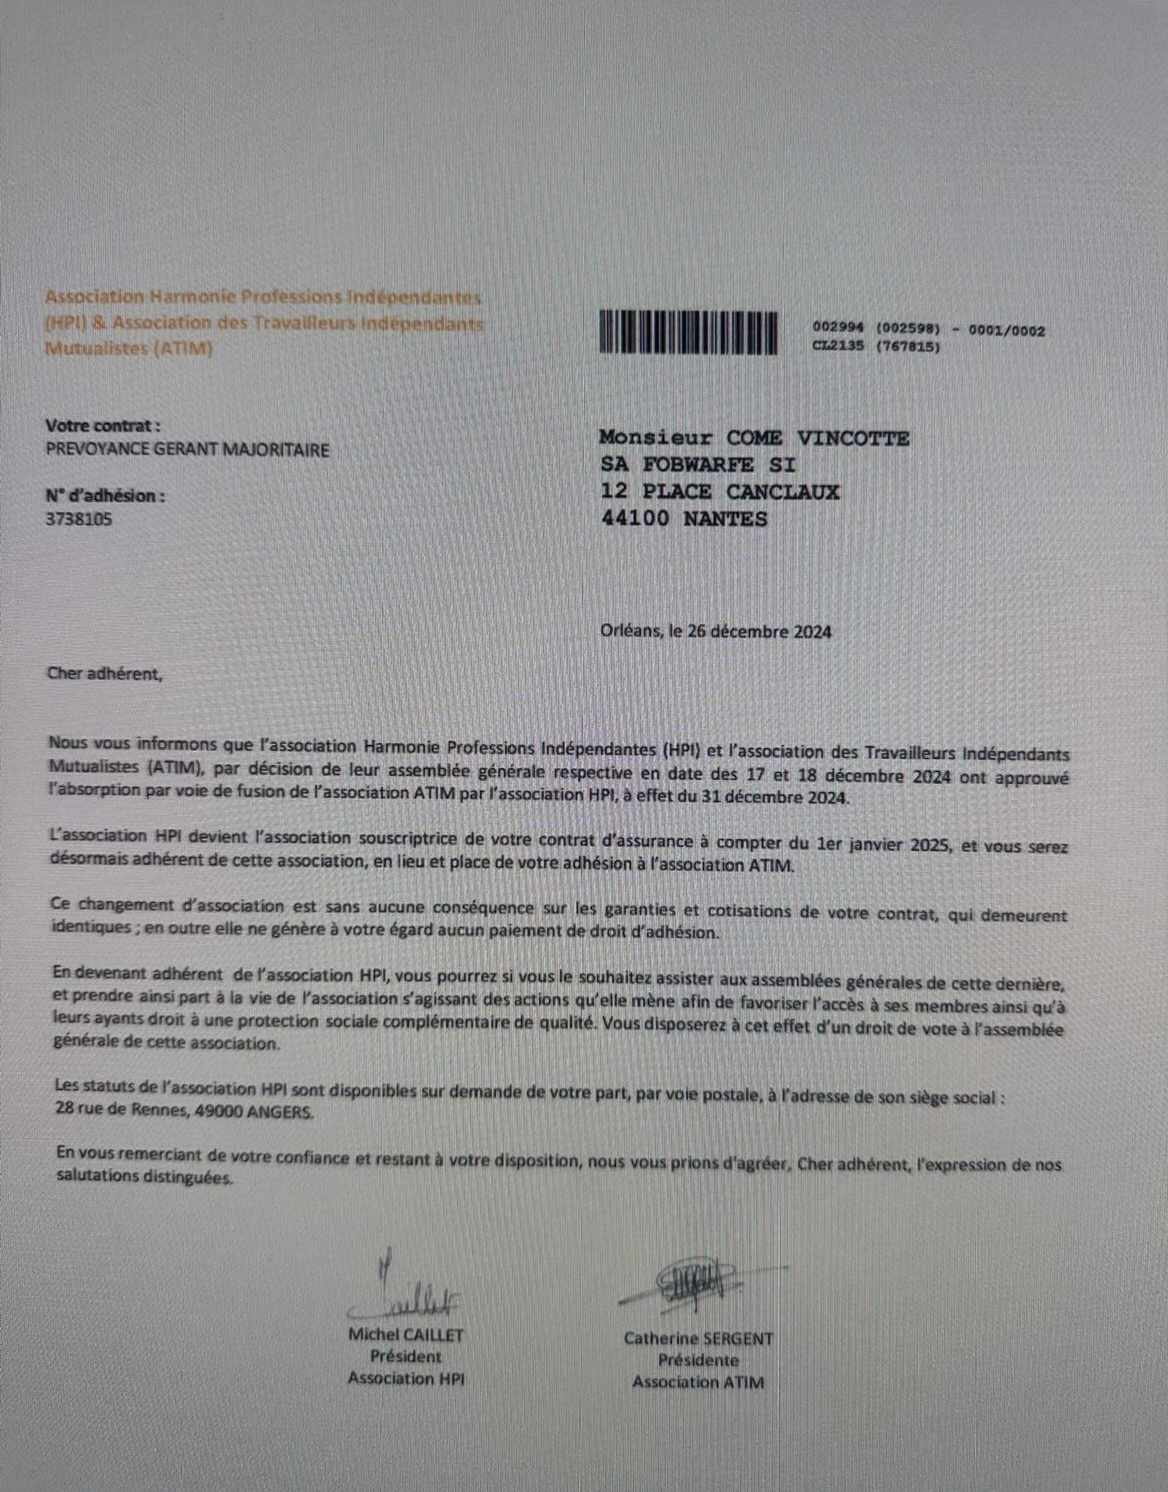 Association Harmonie Professions Indépendantes
(HPI) & Association des Travailleurs Indépendants
Mutualistes (ATIM)
002994 (002598) - 0001/0002
CL2135 (767815)
Votre contrat :
PREVOYANCE GERANT MAJORITAIRE
N° d'adhésion :
3738105
Monsieur COME VINCOTTE
SA FOBWARFE SI
12 PLACE CANCLAUX
44100 NANTES
Orléans, le 26 décembre 2024
Cher adhérent,
Nous vous informons que l'association Harmonie Professions Indépendantes (HPI) et l'association des Travailleurs Indépendants
Mutualistes (ATIM), par décision de leur assemblée générale respective en date des 17 et 18 décembre 2024 ont approuvé
l'absorption par voie de fusion de l'association ATIM par l'association HPI, à effet du 31 décembre 2024.
L'association HPI devient l'association souscriptrice de votre contrat d'assurance à compter du 1er janvier 2025, et vous serez
désormais adhérent de cette association, en lieu et place de votre adhésion à l'association ATIM.
Ce changement d'association est sans aucune conséquence sur les garanties et cotisations de votre contrat, qui demeurent
identiques ; en outre elle ne génère à votre égard aucun paiement de droit d'adhésion.
En devenant adhérent de l'association HPI, vous pourrez si vous le souhaitez assister aux assemblées générales de cette dernière,
et prendre ainsi part à la vie de l'association s'agissant des actions qu'elle mène afin de favoriser l'accès à ses membres ainsi qu'à
leurs ayants droit à une protection sociale complémentaire de qualité. Vous disposerez à cet effet d'un droit de vote à l'assemblée
générale de cette association.
Les statuts de l'association HPI sont disponibles sur demande de votre part, par voie postale, à l'adresse de son siège social :
28 rue de Rennes, 49000 ANGERS.
En vous remerciant de votre confiance et restant à votre disposition, nous vous prions d'agréer, Cher adhérent, l'expression de nos
salutations distinguées.
Michel CAILLET
Président
Association HPI
Catherine SERGENT
Présidente
Association ATIM